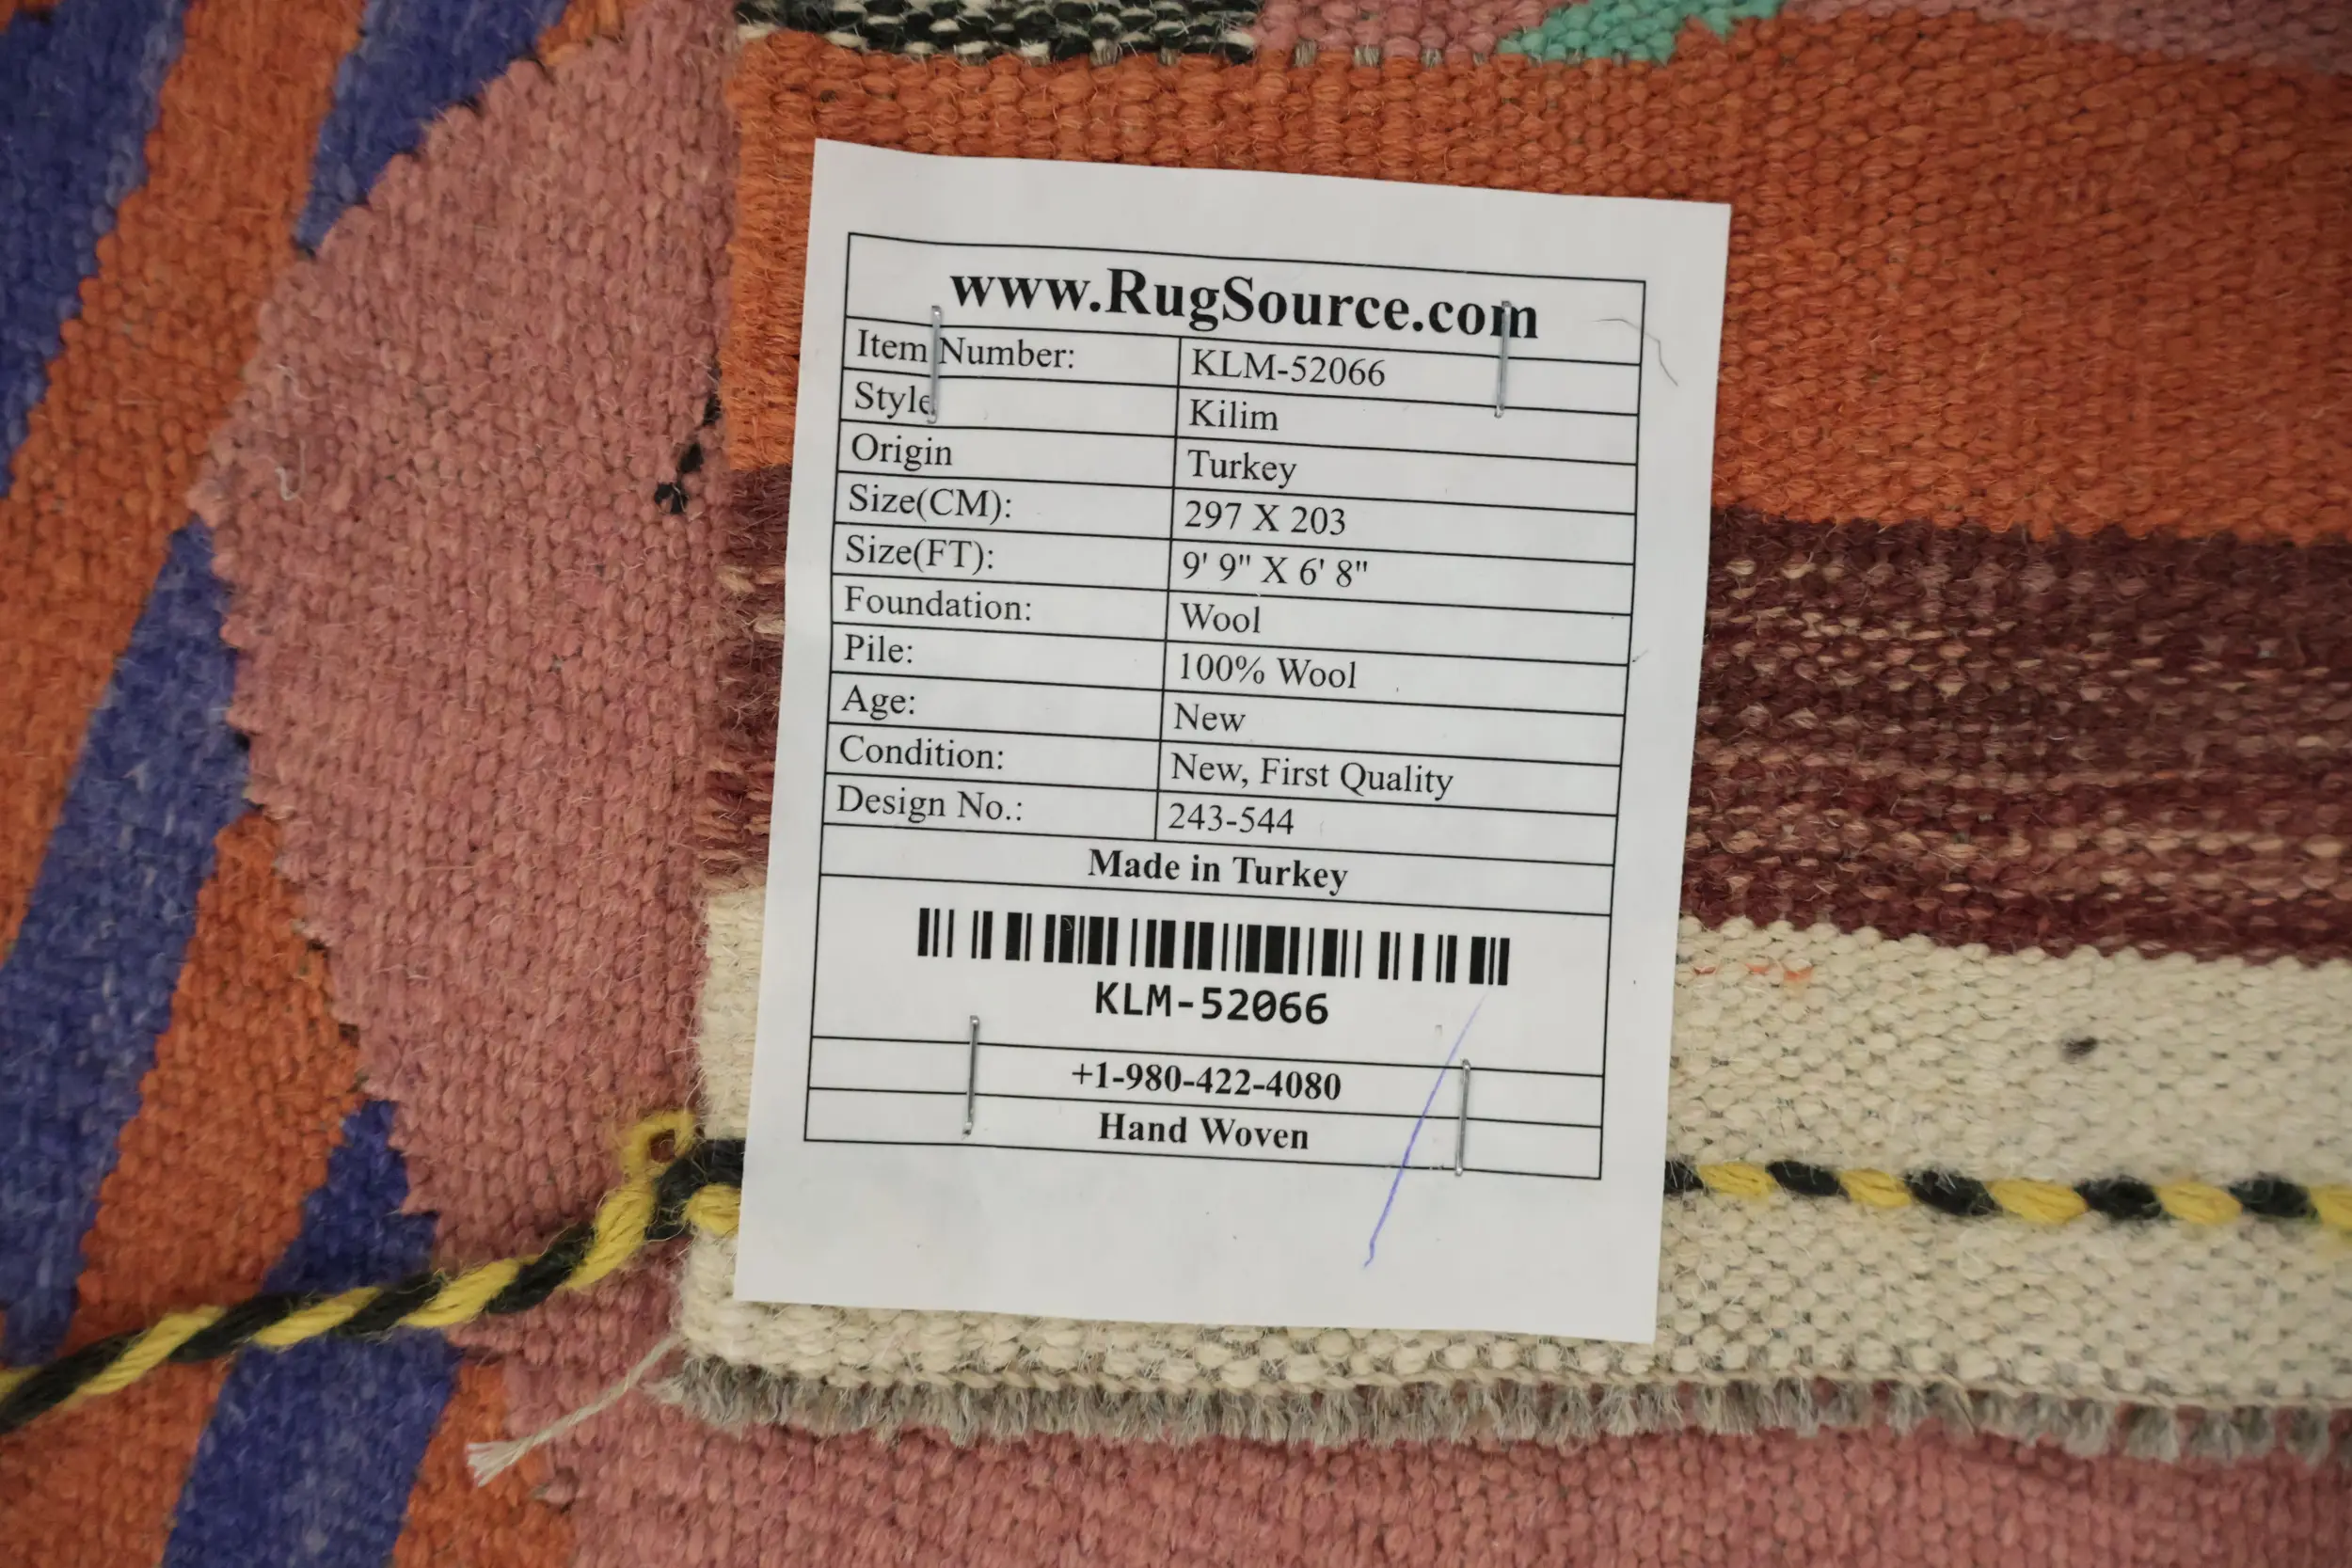 www.RugSource.com
Item Number: KLM-52066
Style Kilim
Origin Turkey
Size(CM): 297 X 203
Size(FT): 9' 9" X 6' 8"
Foundation: Wool
Pile: 100% Wool
Age: New
Condition: New, First Quality
Design No.: 243-544
Made in Turkey
KLM-52066
+1-980-422-4080
Hand Woven